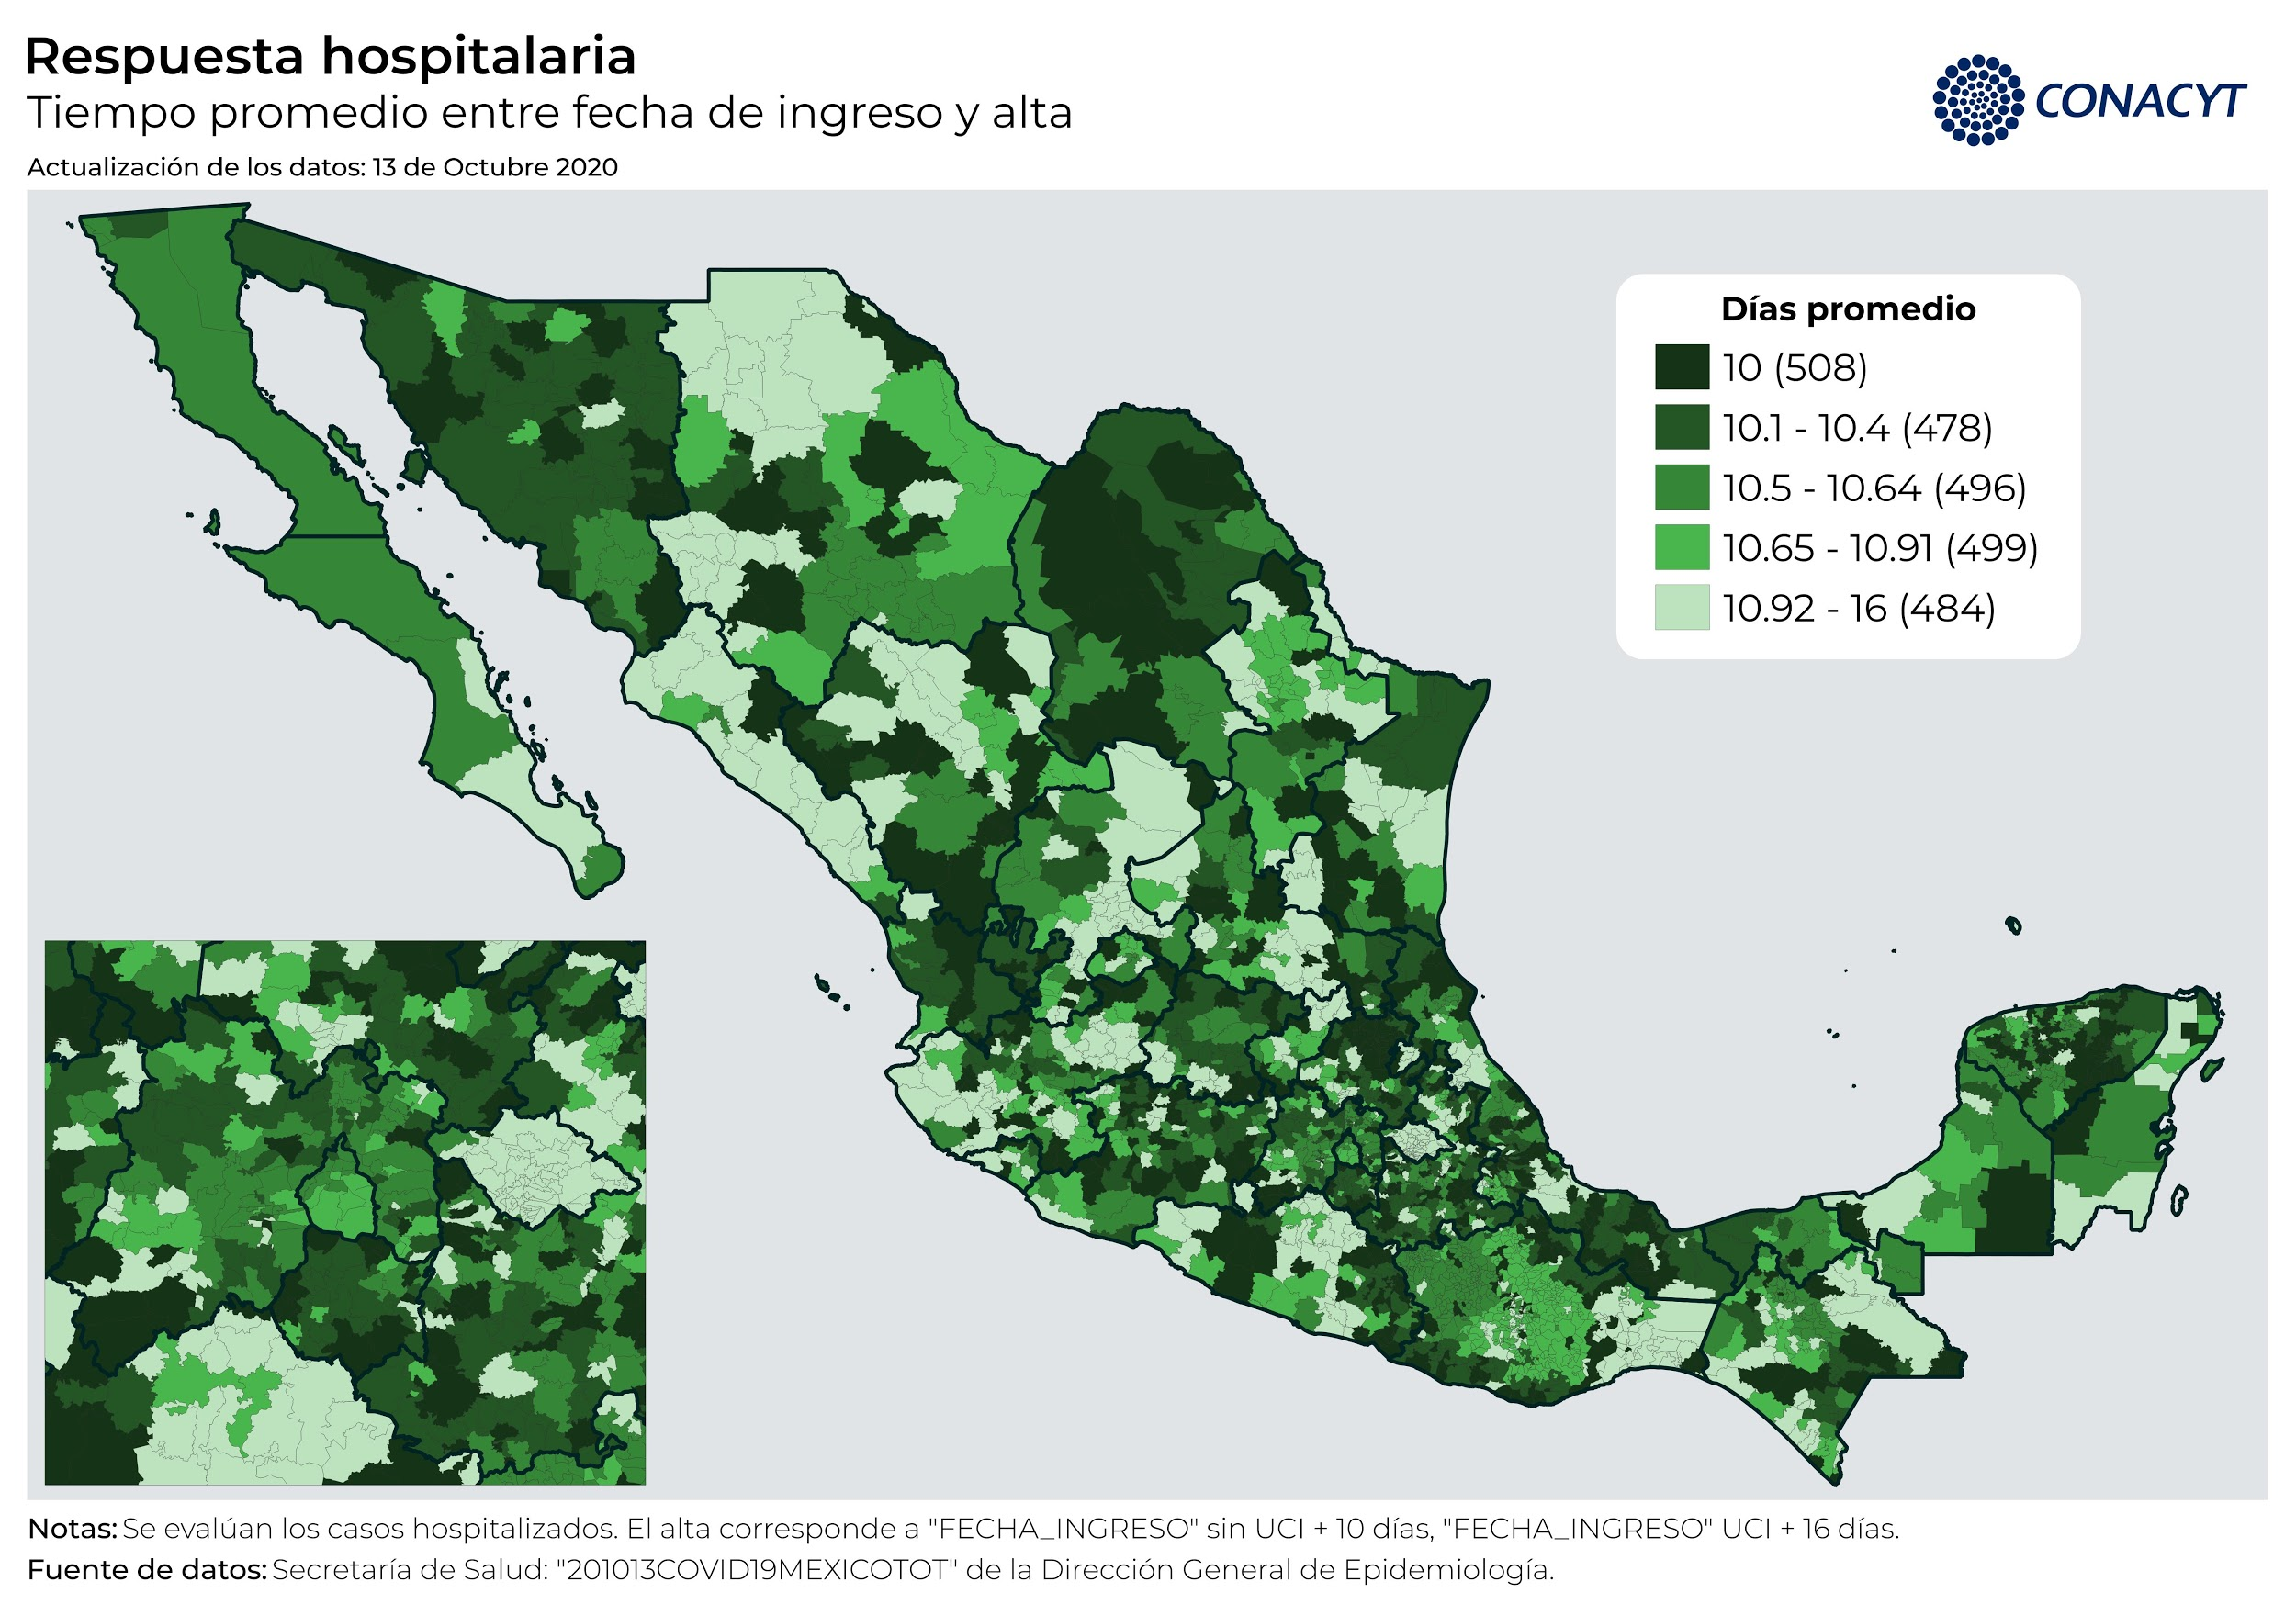 Respuesta hospitalaria
Tiempo promedio entre fecha de ingreso y alta
Actualización de los datos: 13 de Octubre 2020
CONACYT
Días promedio
10 (508)
10.1 - 10.4 (478)
10.5 - 10.64 (496)
10.65 - 10.91 (499)
10.92 - 16 (484)
Notas: Se evalúan los casos hospitalizados. El alta corresponde a "FECHA_INGRESO" sin UCI + 10 días, "FECHA_INGRESO" UCI + 16 días.
Fuente de datos: Secretaría de Salud: "201013COVID19MEXICOTOT" de la Dirección General de Epidemiología.